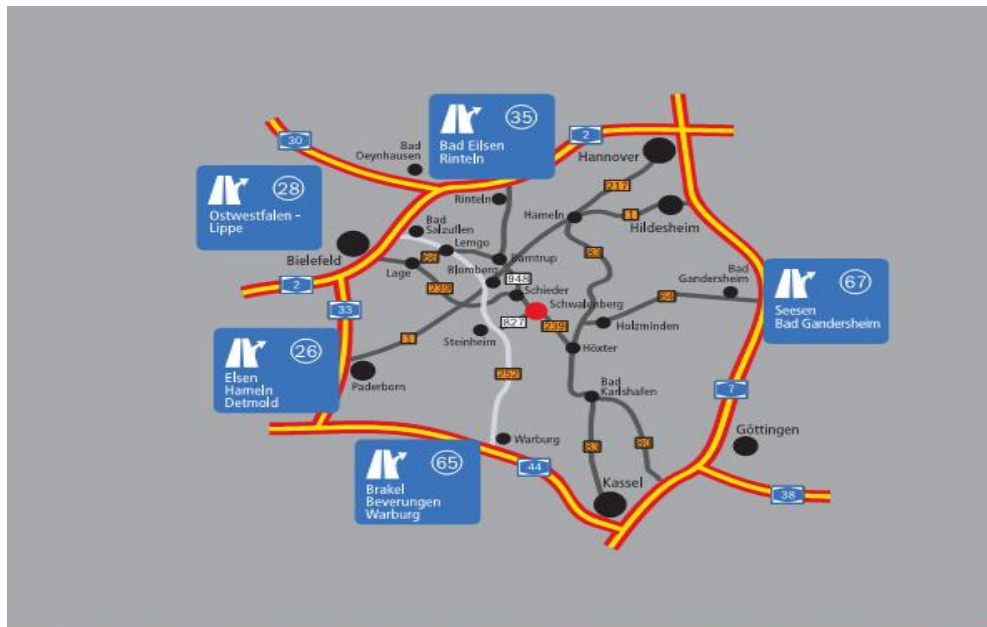 35
Bad Eilsen
Rinteln
2
30
Bad
Oeynhausen
Hannover
28
Ostwestfalen -
Lippe
217
Rinteln
Hameln
1
Hildesheim
Bad
Salzuflen
Lemgo
Bielefeld
66
Barntrup
83
Lage
Blomberg
948
Bad
Gandersheim
67
Seesen
Bad Gandersheim
2
239
Schieder
64
Schwalenberg
33
827
239
Holzminden
1
Steinheim
Höxter
26
Elsen
Hameln
Detmold
Paderborn
252
Bad
Karlshafen
7
Göttingen
Warburg
83
80
65
Brakel
Beverungen
Warburg
44
Kassel
38